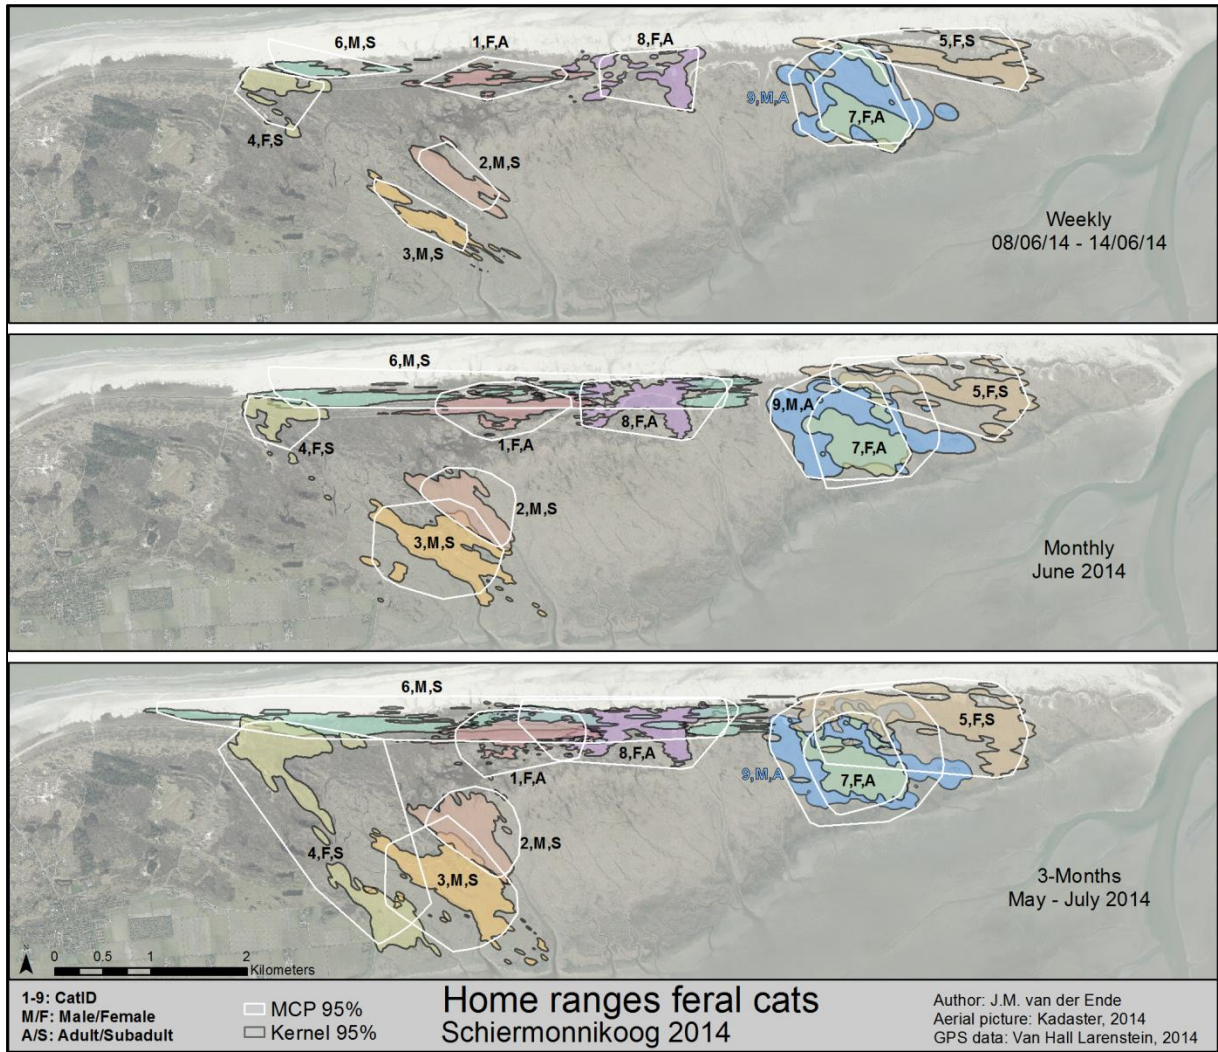 6,M,S
1,F,A
8,F,A
5,F,S
9,M,A
7,F,A
4,F,S
2,M,S
3,M,S
Weekly
08/06/14 - 14/06/14
6,M,S
5,F,S
9,M,A
8,F,A
1,F,A
4,F,S
7,F,A
2,M,S
3,M,S
Monthly
June 2014
6,M,S
5,F,S
8,F,A
1,F,A
9,M,A
7,F,A
2,M,S
4,F,S
3,M,S
3-Months
May - July 2014
N
0 0.5 1 2
Kilometers
1-9: CatID
M/F: Male/Female
A/S: Adult/Subadult
MCP 95%
Kernel 95%
Home ranges feral cats
Schiermonnikoog 2014
Author: J.M. van der Ende
Aerial picture: Kadaster, 2014
GPS data: Van Hall Larenstein, 2014